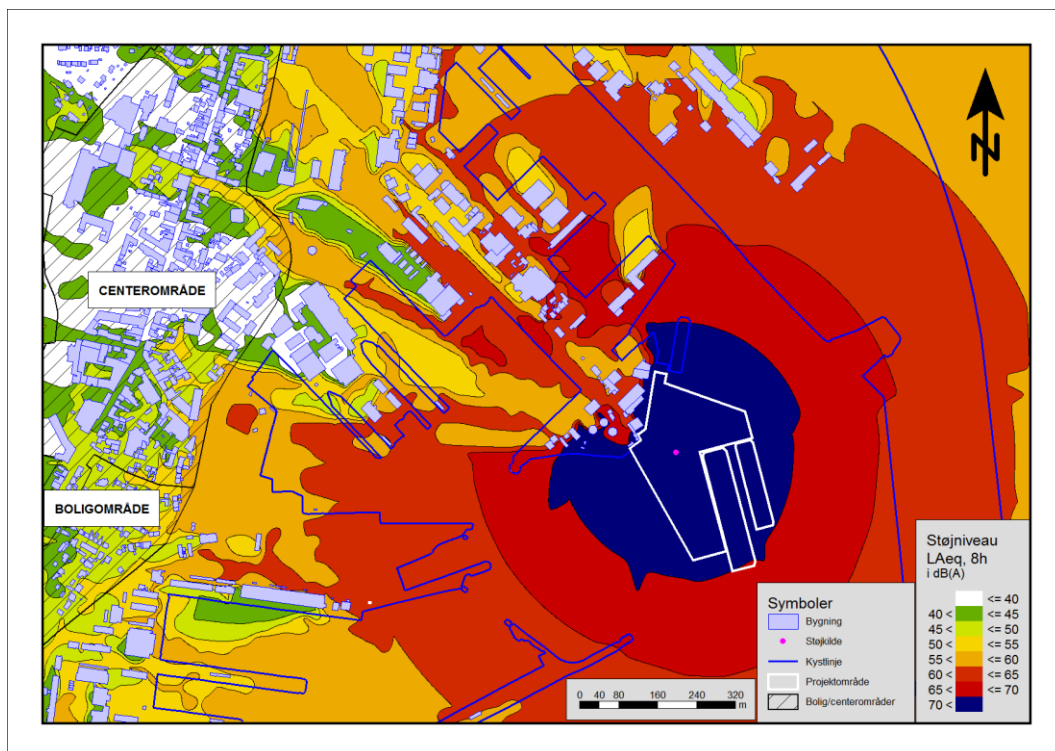 N
CENTEROMRÅDE
BOLIGOMRÅDE
Støjniveau
LAeq, 8h
i dB(A)
<= 40
40 < <= 45
45 < <= 50
50 < <= 55
55 < <= 60
60 < <= 65
65 < <= 70
70 <
Symboler
Bygning
Støjkilde
Kystlinje
Projektområde
Bolig/centerområder
0 40 80 160 240 320
m